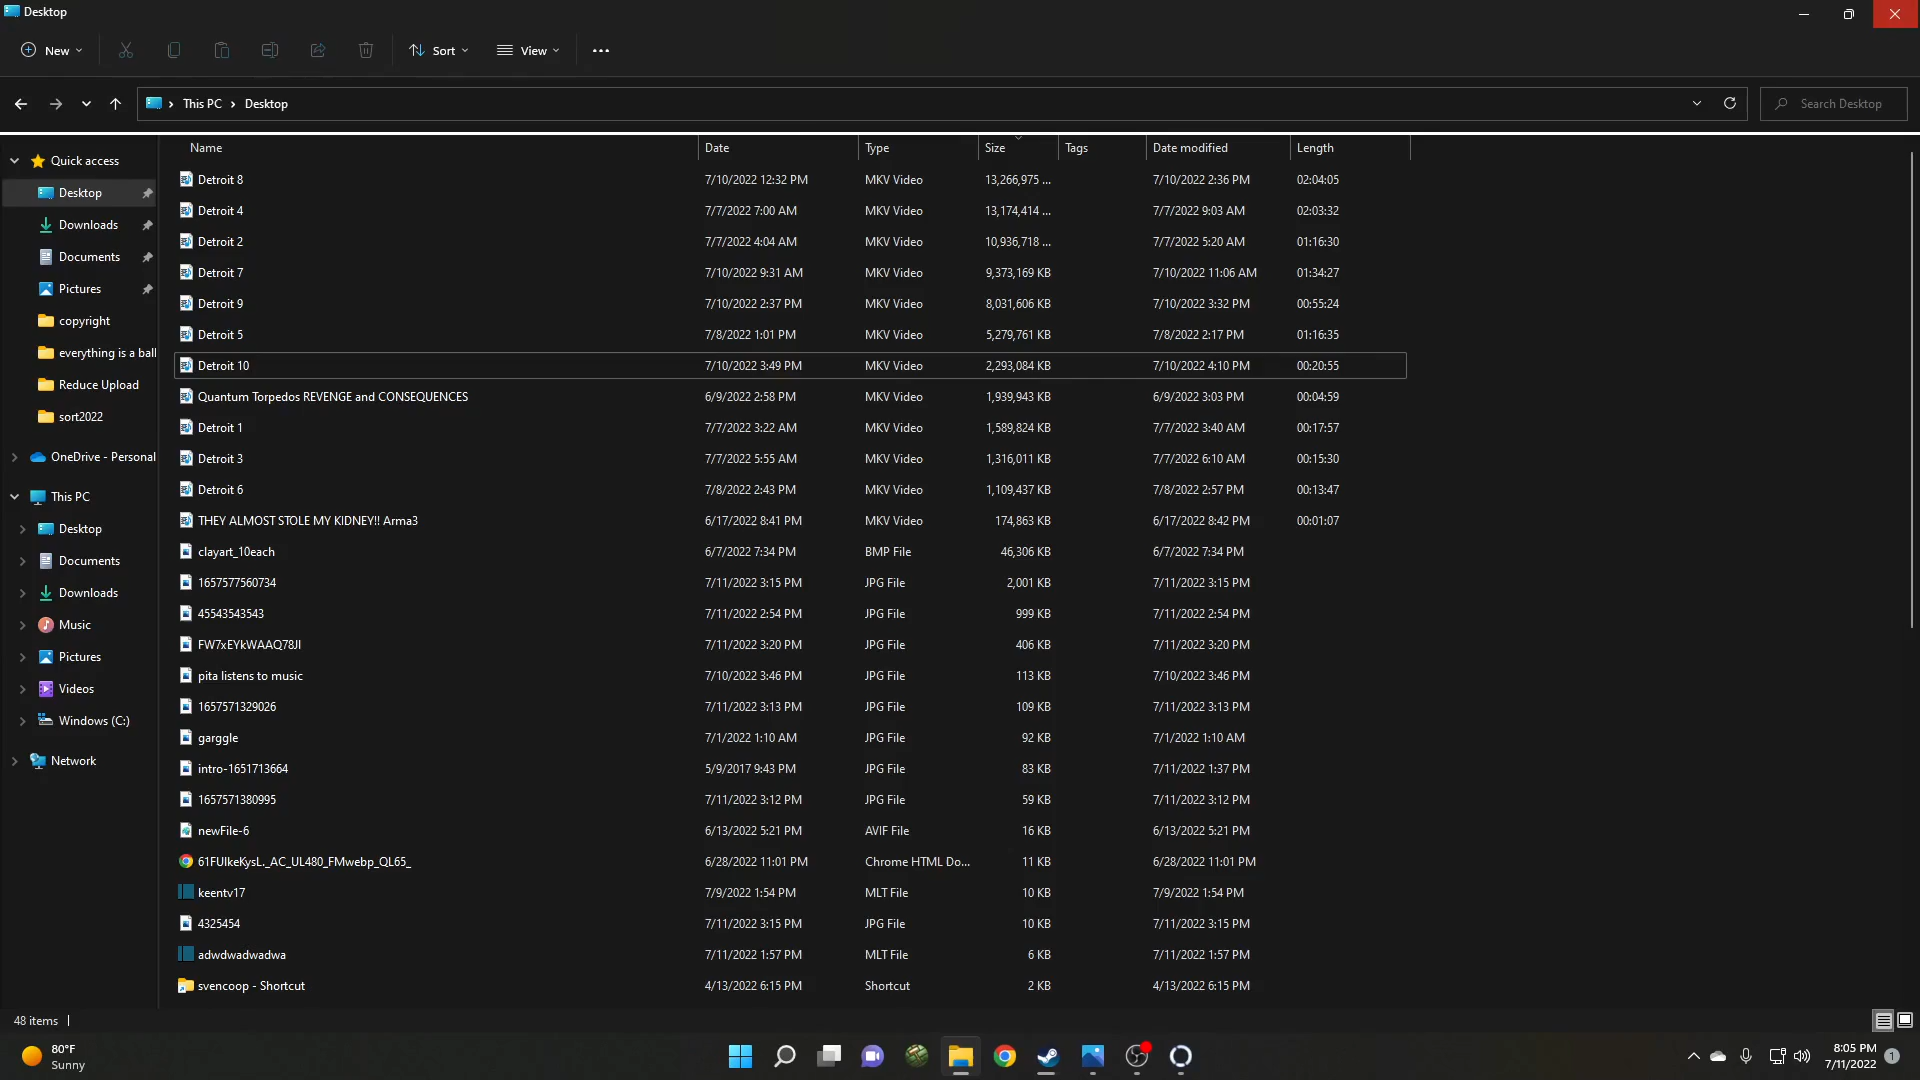 Desktop
New
Sort
View
This PC
Desktop
Search Desktop
Quick access
Desktop
Downloads
Documents
Pictures
copyright
everything is a ball
Reduce Upload
sort2022
OneDrive - Personal
This PC
Desktop
Documents
Downloads
Music
Pictures
Videos
Windows (C:)
Network
Name Date Type Size Tags Date modified Length
Detroit 8 7/10/2022 12:32 PM MKV Video 13,266,975 ... 7/10/2022 2:36 PM 02:04:05
Detroit 4 7/7/2022 7:00 AM MKV Video 13,174,414 ... 7/7/2022 9:03 AM 02:03:32
Detroit 2 7/7/2022 4:04 AM MKV Video 10,936,718 ... 7/7/2022 5:20 AM 01:16:30
Detroit 7 7/10/2022 9:31 AM MKV Video 9,373,169 KB 7/10/2022 11:06 AM 01:34:27
Detroit 9 7/10/2022 2:37 PM MKV Video 8,031,606 KB 7/10/2022 3:32 PM 00:55:24
Detroit 5 7/8/2022 1:01 PM MKV Video 5,279,761 KB 7/8/2022 2:17 PM 01:16:35
Detroit 10 7/10/2022 3:49 PM MKV Video 2,293,084 KB 7/10/2022 4:10 PM 00:20:55
Quantum Torpedos REVENGE and CONSEQUENCES 6/9/2022 2:58 PM MKV Video 1,939,943 KB 6/9/2022 3:03 PM 00:04:59
Detroit 1 7/7/2022 3:22 AM MKV Video 1,589,824 KB 7/7/2022 3:40 AM 00:17:57
Detroit 3 7/7/2022 5:55 AM MKV Video 1,316,011 KB 7/7/2022 6:10 AM 00:15:30
Detroit 6 7/8/2022 2:43 PM MKV Video 1,109,437 KB 7/8/2022 2:57 PM 00:13:47
THEY ALMOST STOLE MY KIDNEY!! Arma3 6/17/2022 8:41 PM MKV Video 174,863 KB 6/17/2022 8:42 PM 00:01:07
clayart_10each 6/7/2022 7:34 PM BMP File 46,306 KB 6/7/2022 7:34 PM
1657577560734 7/11/2022 3:15 PM JPG File 2,001 KB 7/11/2022 3:15 PM
45543543543 7/11/2022 2:54 PM JPG File 999 KB 7/11/2022 2:54 PM
FW7xEYkWAAQ78JI 7/11/2022 3:20 PM JPG File 406 KB 7/11/2022 3:20 PM
pita listens to music 7/10/2022 3:46 PM JPG File 113 KB 7/10/2022 3:46 PM
1657571329026 7/11/2022 3:13 PM JPG File 109 KB 7/11/2022 3:13 PM
garggle 7/1/2022 1:10 AM JPG File 92 KB 7/1/2022 1:10 AM
intro-1651713664 5/9/2017 9:43 PM JPG File 83 KB 7/11/2022 1:37 PM
1657571380995 7/11/2022 3:12 PM JPG File 59 KB 7/11/2022 3:12 PM
newFile-6 6/13/2022 5:21 PM AVIF File 16 KB 6/13/2022 5:21 PM
61FUIkeKysL._AC_UL480_FMwebp_QL65_ 6/28/2022 11:01 PM Chrome HTML Do... 11 KB 6/28/2022 11:01 PM
keentv17 7/9/2022 1:54 PM MLT File 10 KB 7/9/2022 1:54 PM
4325454 7/11/2022 3:15 PM JPG File 10 KB 7/11/2022 3:15 PM
adwdwadwadwa 7/11/2022 1:57 PM MLT File 6 KB 7/11/2022 1:57 PM
svencoop - Shortcut 4/13/2022 6:15 PM Shortcut 2 KB 4/13/2022 6:15 PM
48 items
80°F
Sunny
8:05 PM
7/11/2022
1